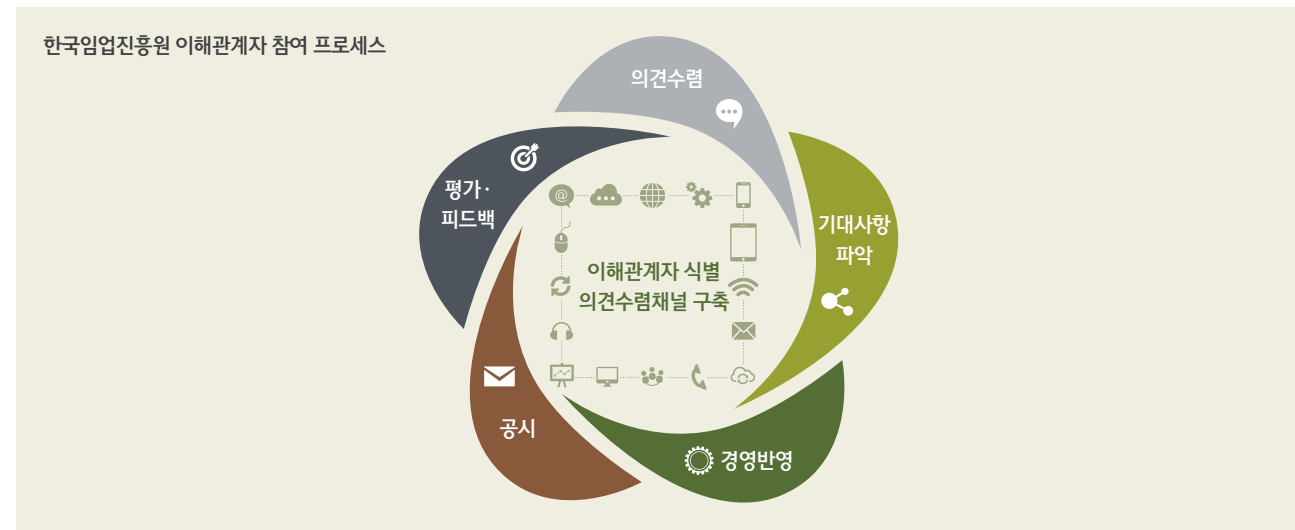 한국임업진흥원 이해관계자 참여 프로세스
의견수렴
기대사항
파악
경영반영
공시
평가·
피드백
이해관계자 식별
의견수렴채널 구축
@